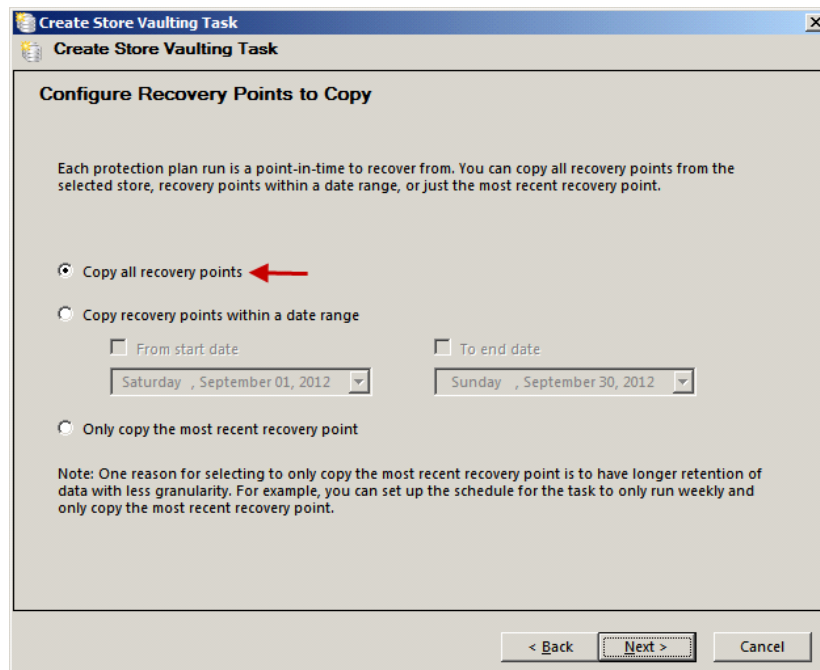 Create Store Vaulting Task
Create Store Vaulting Task
Configure Recovery Points to Copy
Each protection plan run is a point-in-time to recover from. You can copy all recovery points from the
selected store, recovery points within a date range, or just the most recent recovery point.
Copy all recovery points
Copy recovery points within a date range
From start date To end date
Saturday , September 01, 2012 Sunday , September 30, 2012
Only copy the most recent recovery point
Note: One reason for selecting to only copy the most recent recovery point is to have longer retention of
data with less granularity. For example, you can set up the schedule for the task to only run weekly and
only copy the most recent recovery point.
< Back Next > Cancel